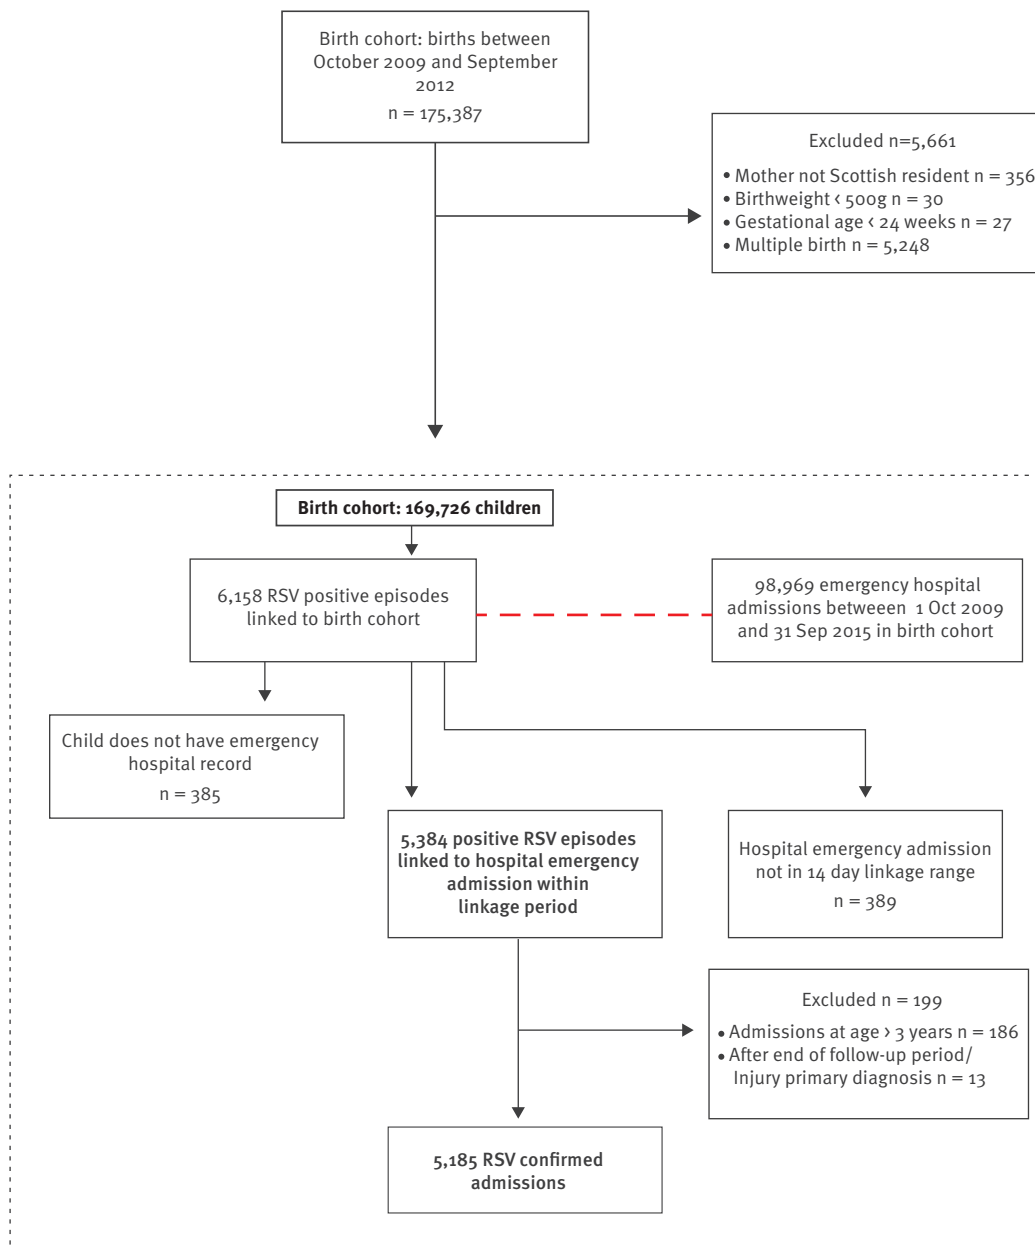 Birth cohort: births between
October 2009 and September
2012
n = 175,387
Excluded n=5,661
• Mother not Scottish resident n = 356
• Birthweight < 500g n = 30
• Gestational age < 24 weeks n = 27
• Multiple birth n = 5,248
Birth cohort: 169,726 children
6,158 RSV positive episodes
linked to birth cohort
98,969 emergency hospital
admissions betweeen 1 Oct 2009
and 31 Sep 2015 in birth cohort
Child does not have emergency
hospital record
n = 385
5,384 positive RSV episodes
linked to hospital emergency
admission within
linkage period
Hospital emergency admission
not in 14 day linkage range
n = 389
Excluded n = 199
• Admissions at age > 3 years n = 186
• After end of follow-up period/
Injury primary diagnosis n = 13
5,185 RSV confirmed
admissions